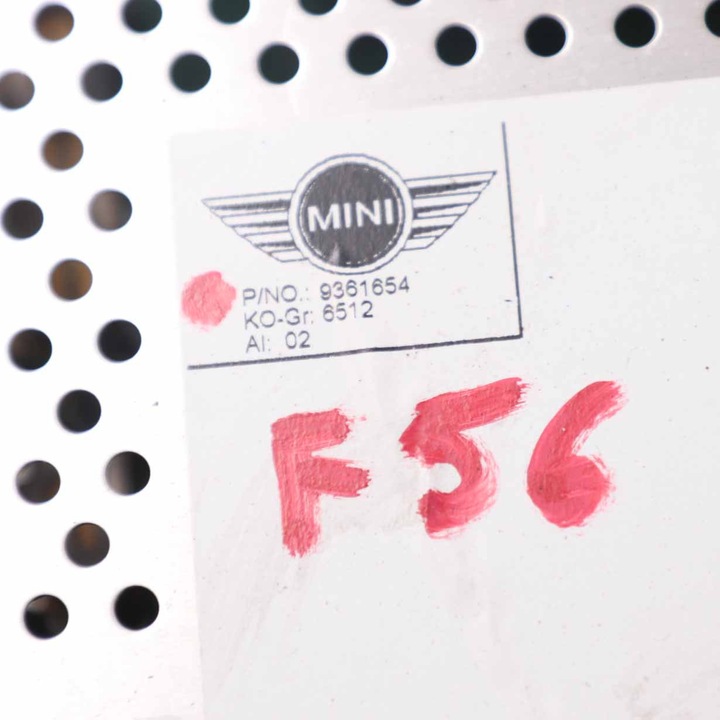 MINI
P/NO.: 9361654
KO-Gr: 6512
AI: 02
F56